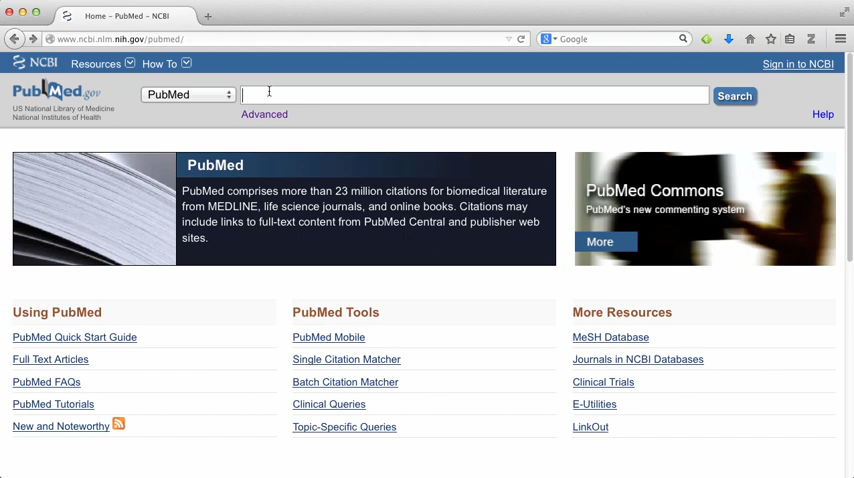 Home – PubMed – NCBI
www.ncbi.nlm.nih.gov/pubmed/
Google
NCBI Resources How To Sign in to NCBI
PubMed.gov
US National Library of Medicine
National Institutes of Health
PubMed
Search
Advanced
Help
PubMed
PubMed comprises more than 23 million citations for biomedical literature
from MEDLINE, life science journals, and online books. Citations may
include links to full-text content from PubMed Central and publisher web
sites.
PubMed Commons
PubMed's new commenting system
More
Using PubMed
PubMed Quick Start Guide
Full Text Articles
PubMed FAQs
PubMed Tutorials
New and Noteworthy
PubMed Tools
PubMed Mobile
Single Citation Matcher
Batch Citation Matcher
Clinical Queries
Topic-Specific Queries
More Resources
MeSH Database
Journals in NCBI Databases
Clinical Trials
E-Utilities
LinkOut